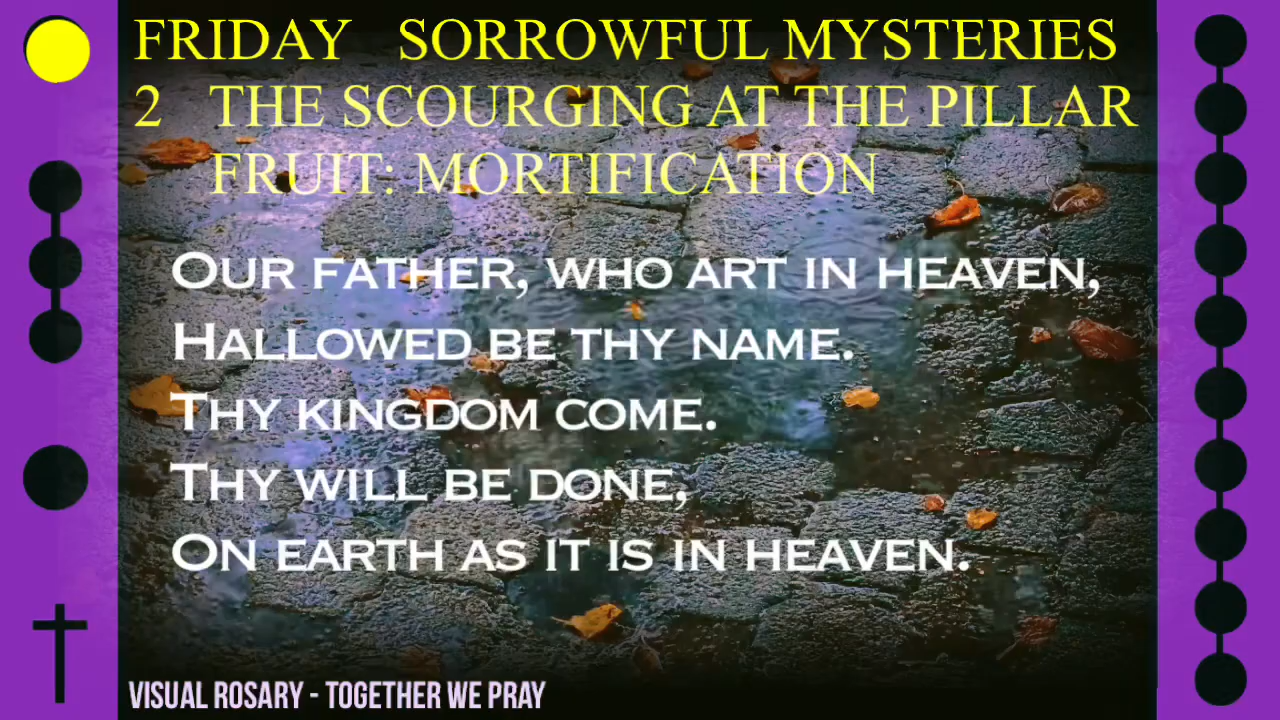 FRIDAY SORROWFUL MYSTERIES
2 THE SCOURGING AT THE PILLAR
FRUIT: MORTIFICATION
OUR FATHER, WHO ART IN HEAVEN,
HALLOWED BE THY NAME.
THY KINGDOM COME.
THY WILL BE DONE,
ON EARTH AS IT IS IN HEAVEN.
VISUAL ROSARY - TOGETHER WE PRAY